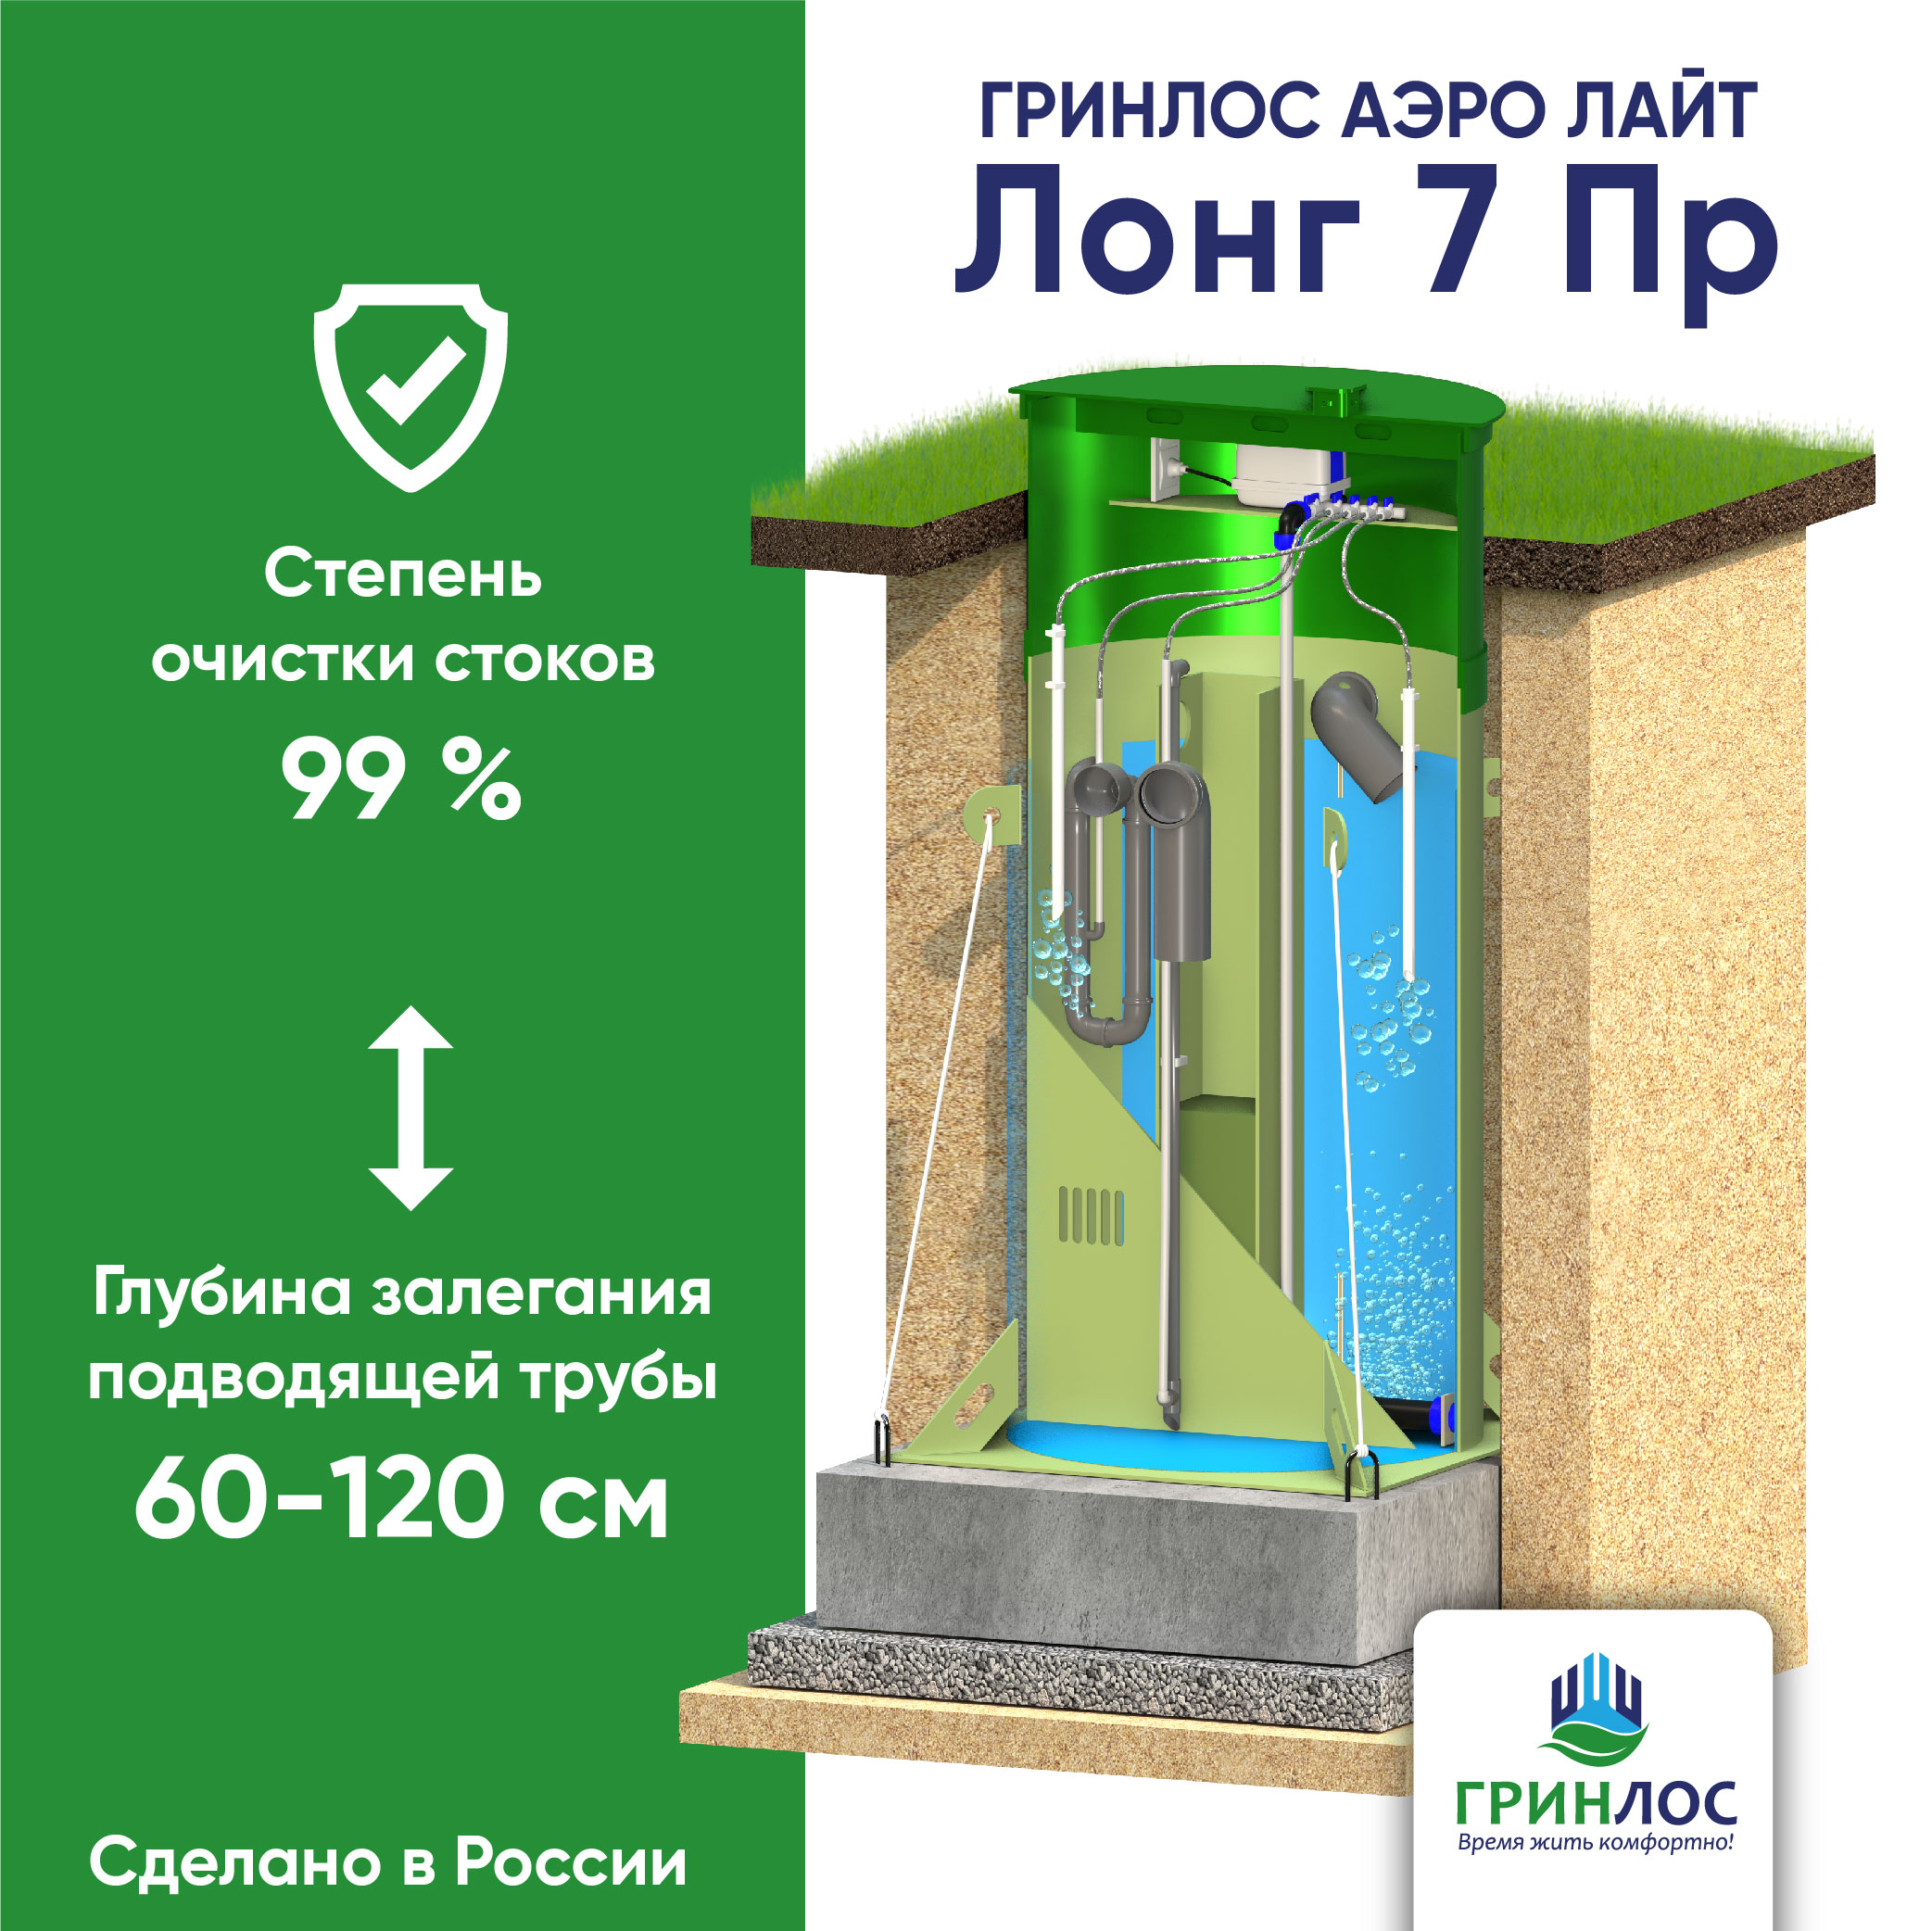 ГРИНЛОС АЭРО ЛАЙТ
Лонг 7 Пр
Степень
очистки стоков
99 %
Глубина залегания
подводящей трубы
60-120 см
Сделано в России
ГРИНЛОС
Время жить комфортно!